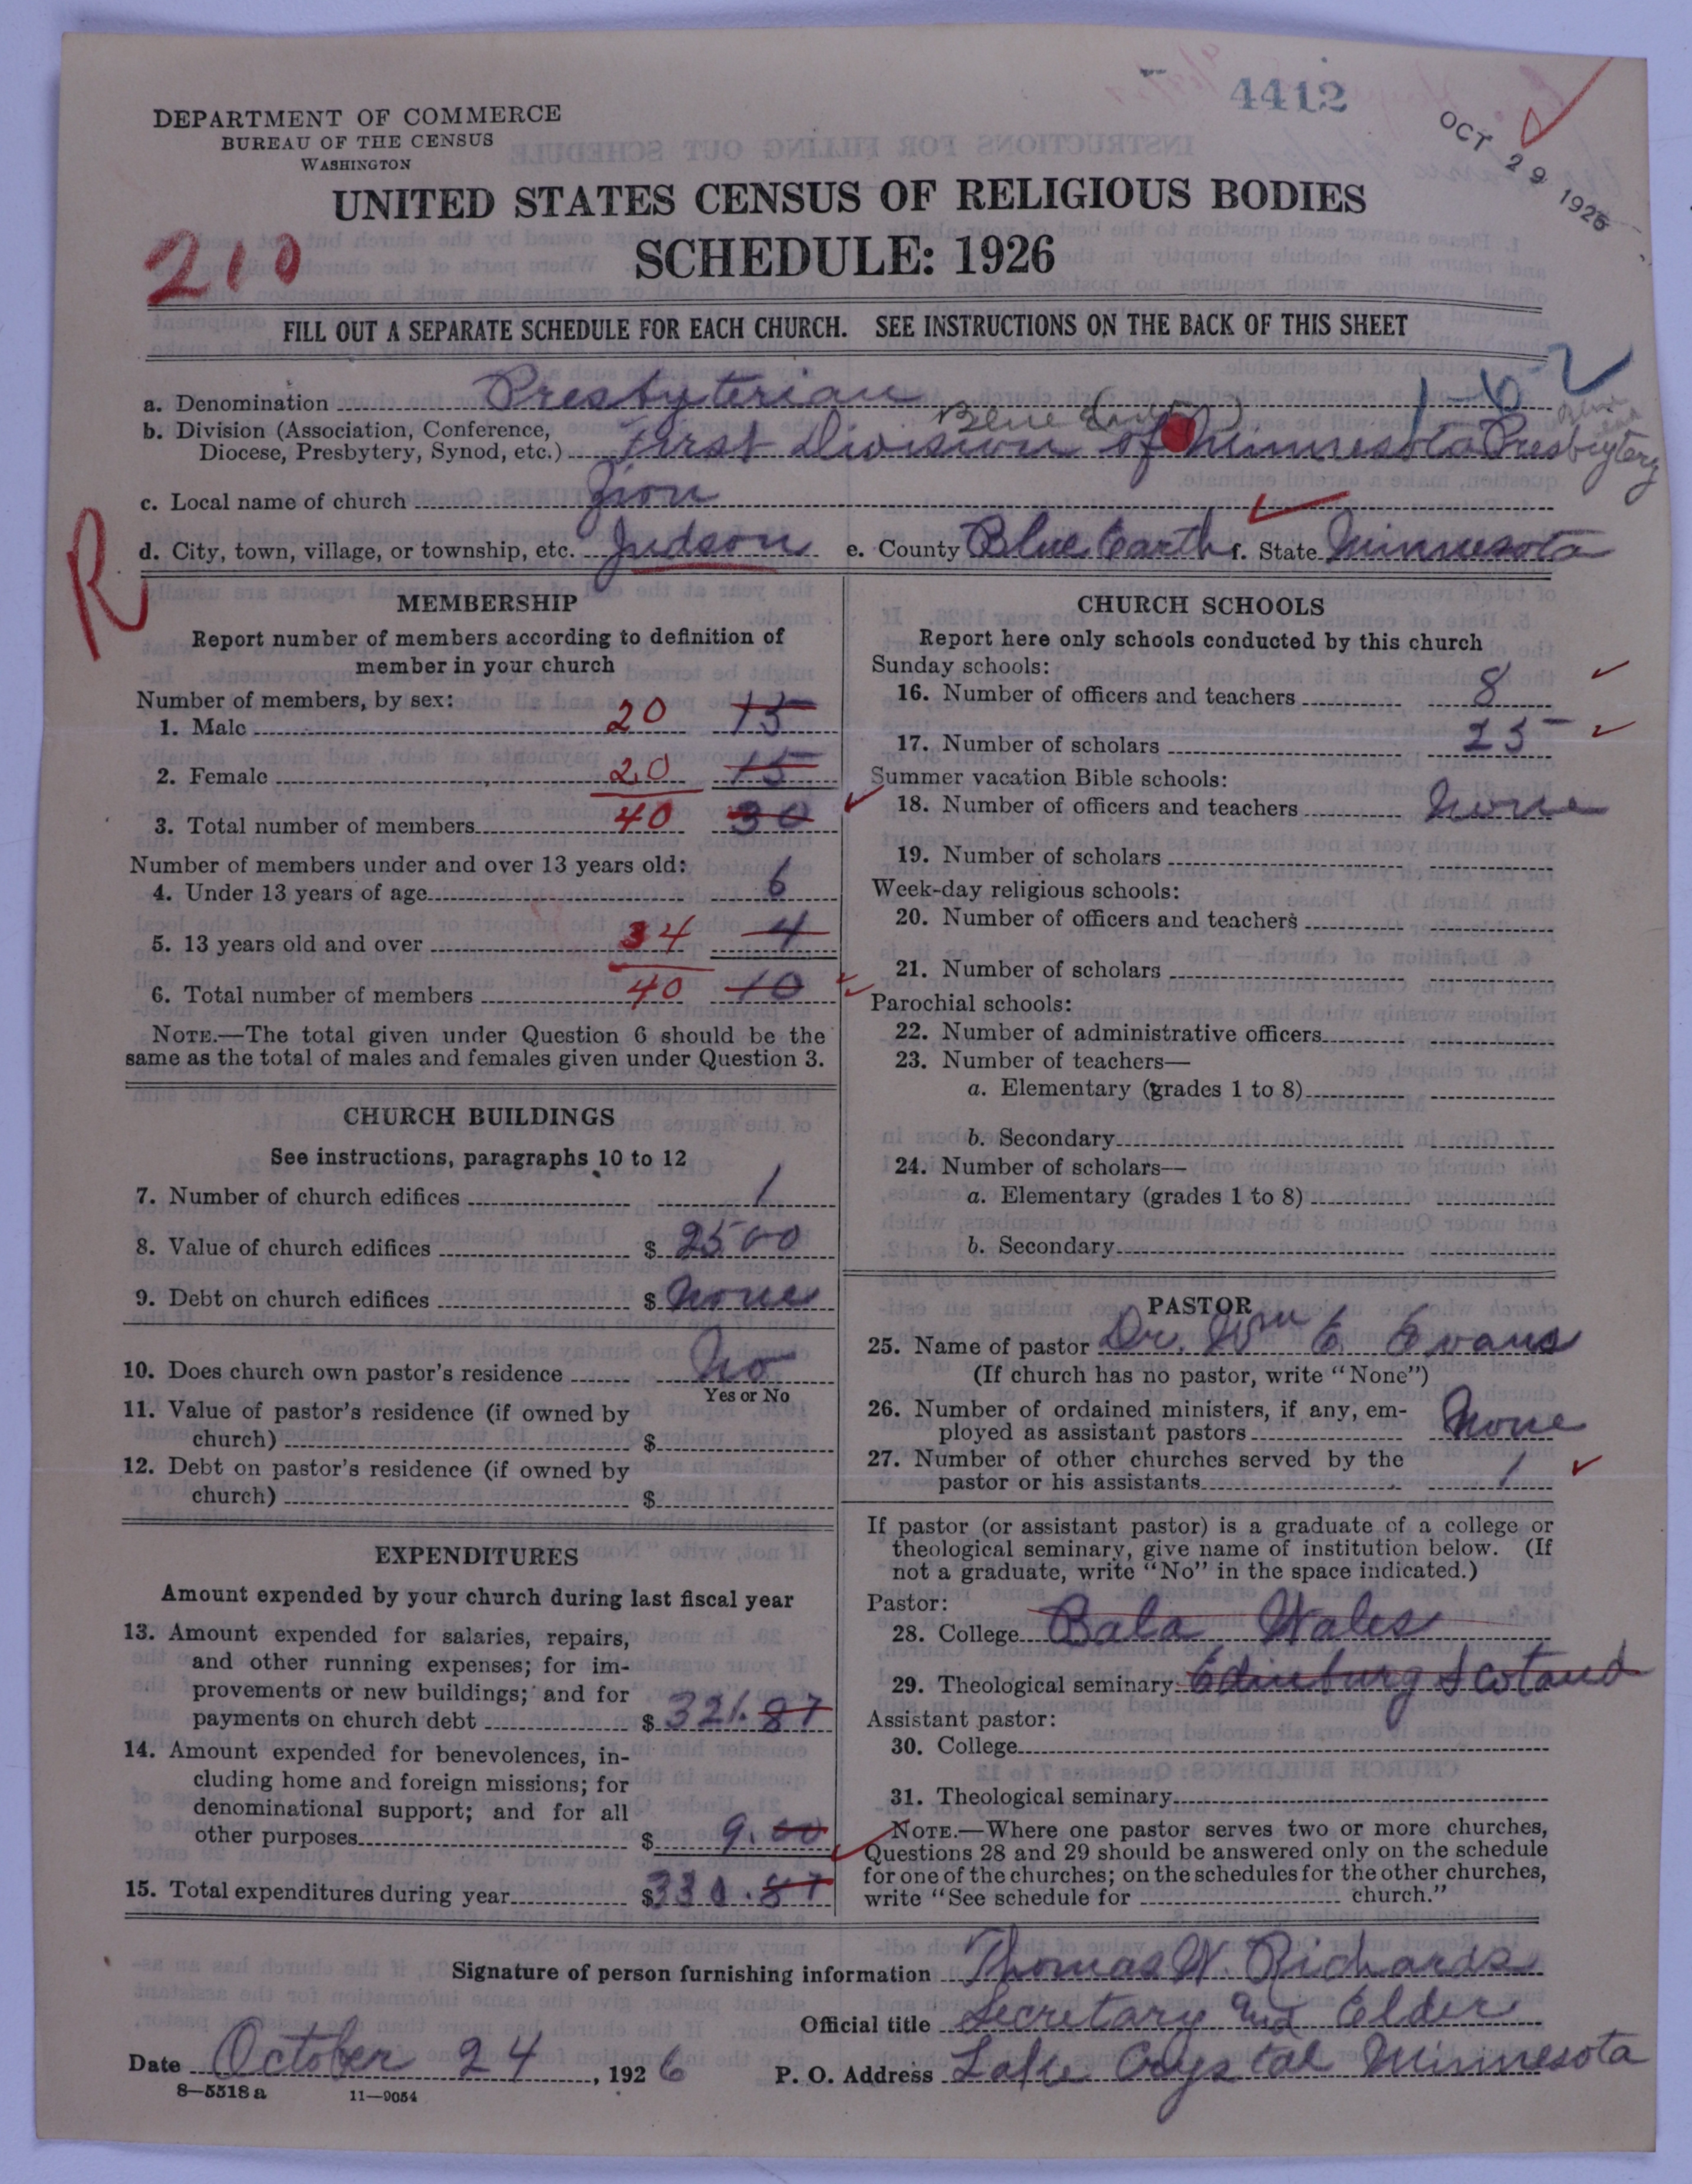 4412
OCT 29 1926
DEPARTMENT OF COMMERCE
BUREAU OF THE CENSUS
WASHINGTON
UNITED STATES CENSUS OF RELIGIOUS BODIES
SCHEDULE: 1926
210
FILL OUT A SEPARATE SCHEDULE FOR EACH CHURCH. SEE INSTRUCTIONS ON THE BACK OF THIS SHEET
1-6-2
a. Denomination Presbyterian
Blue Earth
b. Division (Association, Conference,
Diocese, Presbytery, Synod, etc.) First Division of Minnesota Presbytery
c. Local name of church Zion
d. City, town, village, or township, etc. Judson e. County Blue Earth f. State Minnesota
R
MEMBERSHIP
Report number of members according to definition of
member in your church
Number of members, by sex:
1. Male 20 15
2. Female 20 15
3. Total number of members 40 30
Number of members under and over 13 years old:
4. Under 13 years of age 6
5. 13 years old and over 34 4
6. Total number of members 40 10
NOTE.—The total given under Question 6 should be the
same as the total of males and females given under Question 3.
CHURCH BUILDINGS
See instructions, paragraphs 10 to 12
7. Number of church edifices 1
8. Value of church edifices $ 2500
9. Debt on church edifices $ None
10. Does church own pastor's residence No
Yes or No
11. Value of pastor's residence (if owned by
church) $
12. Debt on pastor's residence (if owned by
church) $
EXPENDITURES
Amount expended by your church during last fiscal year
13. Amount expended for salaries, repairs,
and other running expenses; for im-
provements or new buildings; and for
payments on church debt $ 321.87
14. Amount expended for benevolences, in-
cluding home and foreign missions; for
denominational support; and for all
other purposes $ 9.00
15. Total expenditures during year $ 330.87
CHURCH SCHOOLS
Report here only schools conducted by this church
Sunday schools:
16. Number of officers and teachers 8
17. Number of scholars 25
Summer vacation Bible schools:
18. Number of officers and teachers None
19. Number of scholars
Week-day religious schools:
20. Number of officers and teachers
21. Number of scholars
Parochial schools:
22. Number of administrative officers
23. Number of teachers—
a. Elementary (grades 1 to 8)
b. Secondary
24. Number of scholars—
a. Elementary (grades 1 to 8)
b. Secondary
PASTOR
25. Name of pastor Dr. Wm E. Evans
(If church has no pastor, write "None")
26. Number of ordained ministers, if any, em-
ployed as assistant pastors None
27. Number of other churches served by the
pastor or his assistants 1
If pastor (or assistant pastor) is a graduate of a college or
theological seminary, give name of institution below. (If
not a graduate, write "No" in the space indicated.)
Pastor:
28. College Bala Wales
29. Theological seminary Edinburg Scotand
Assistant pastor:
30. College
31. Theological seminary
NOTE.—Where one pastor serves two or more churches,
Questions 28 and 29 should be answered only on the schedule
for one of the churches; on the schedules for the other churches,
write "See schedule for church."
Signature of person furnishing information Thomas W. Richards
Official title Secretary and Elder
Date October 24, 1926 P. O. Address Lake Crystal Minnesota
8—5518 a 11—9054